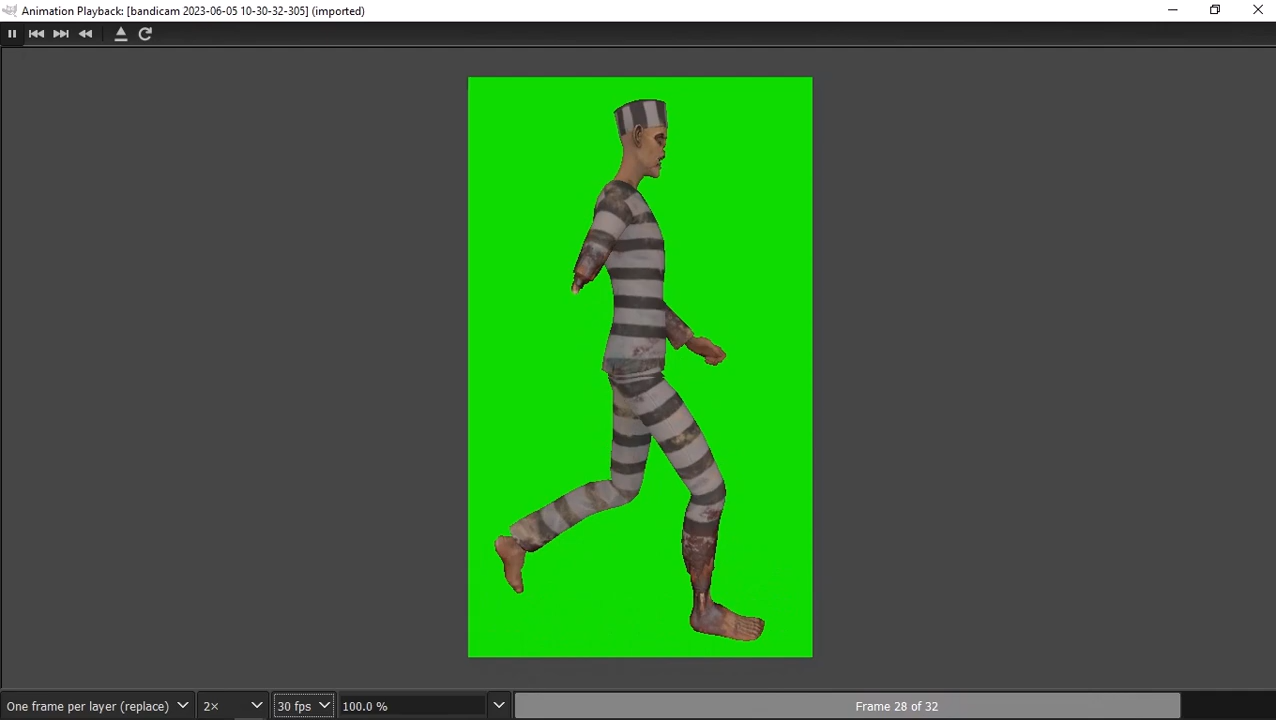 Animation Playback: [bandicam 2023-06-05 10-30-32-305] (imported)
One frame per layer (replace) 2× 30 fps 100.0 % Frame 28 of 32